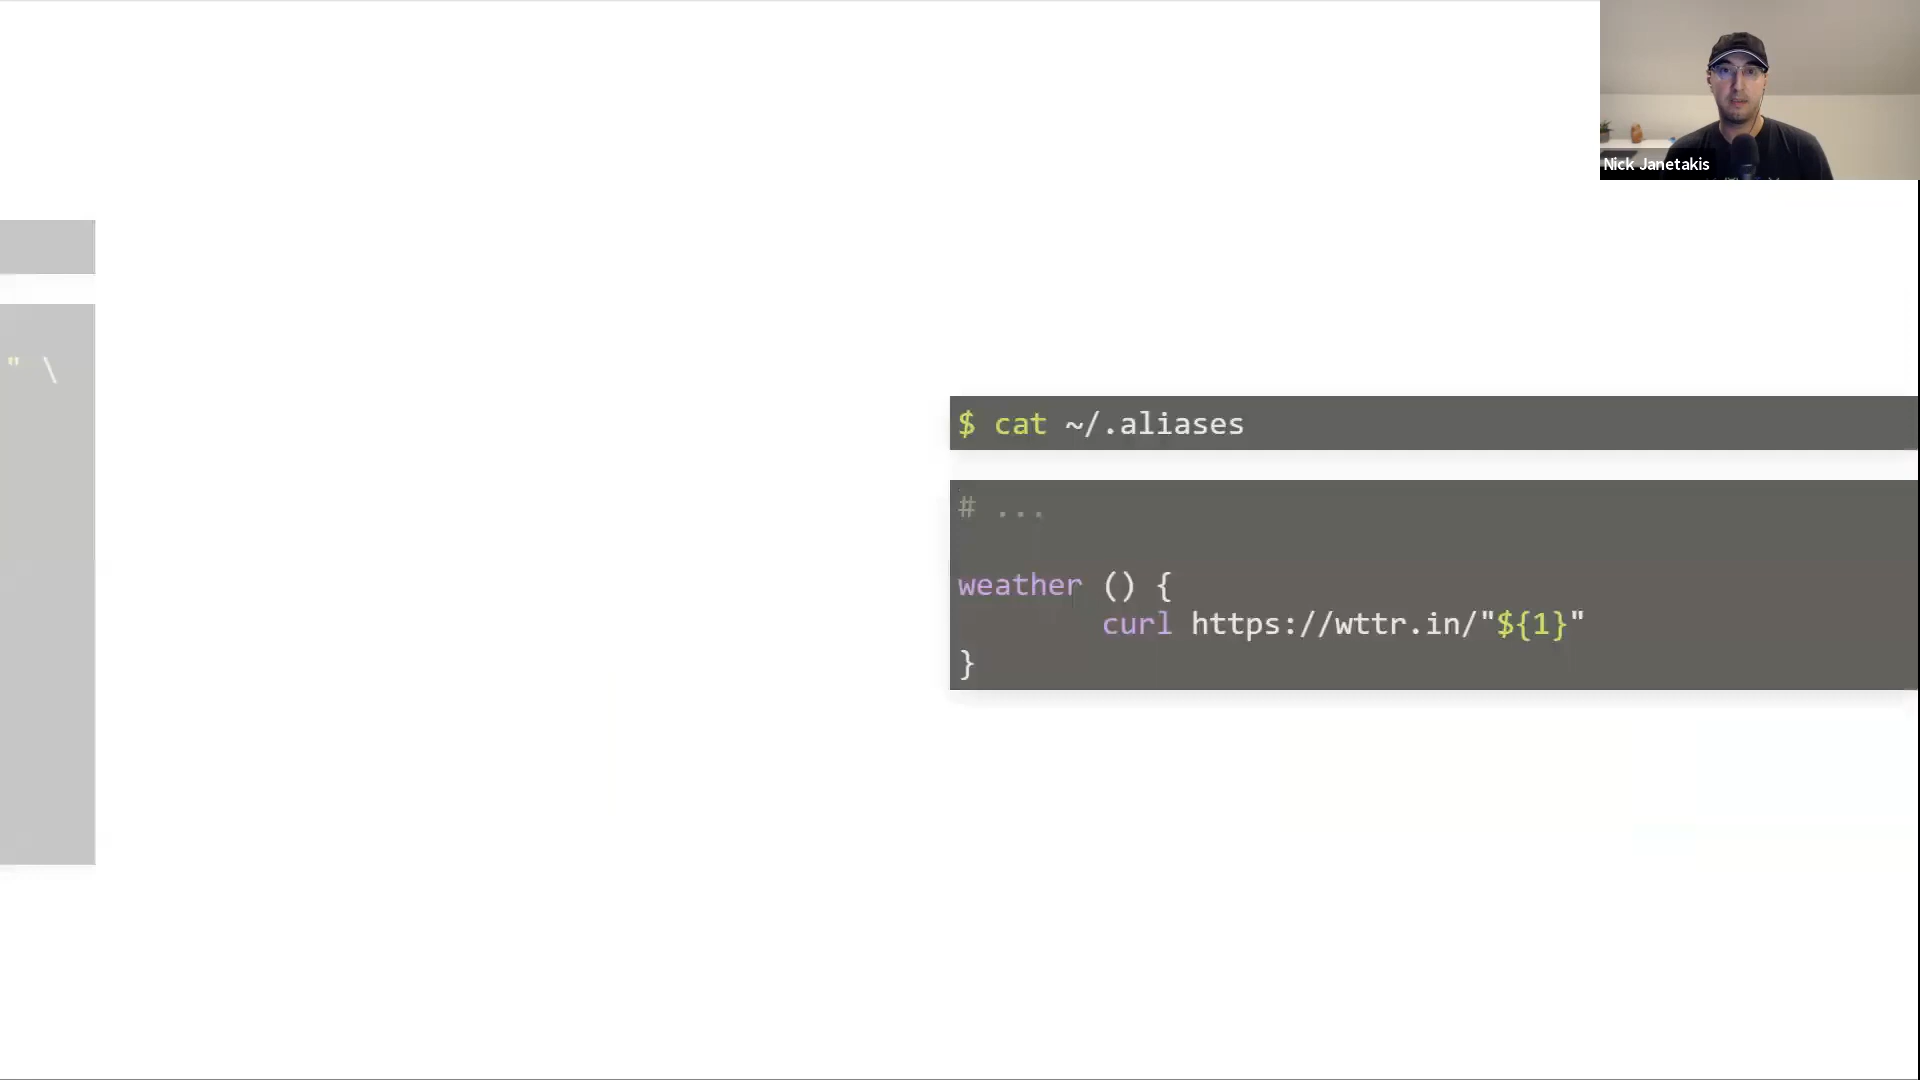 Nick Janetakis
" \
$ cat ~/.aliases
# ...
weather () {
        curl https://wttr.in/"${1}"
}